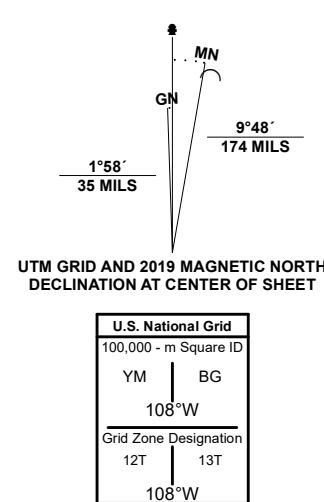 MN
GN
9°48´
174 MILS
1°58´
35 MILS
UTM GRID AND 2019 MAGNETIC NORTH
DECLINATION AT CENTER OF SHEET
U.S. National Grid
100,000 - m Square ID
YM BG
108°W
Grid Zone Designation
12T 13T
108°W